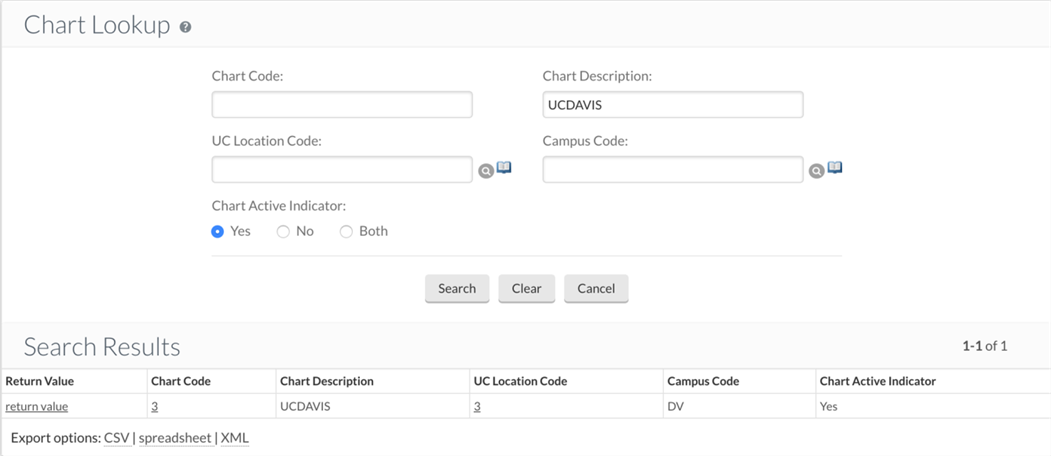 Chart Lookup ?
Chart Code: Chart Description:
UCDAVIS
UC Location Code: Campus Code:
Chart Active Indicator:
Yes No Both
Search Clear Cancel
Search Results 1-1 of 1
Return Value Chart Code Chart Description UC Location Code Campus Code Chart Active Indicator
return value 3 UCDAVIS 3 DV Yes
Export options: CSV | spreadsheet | XML